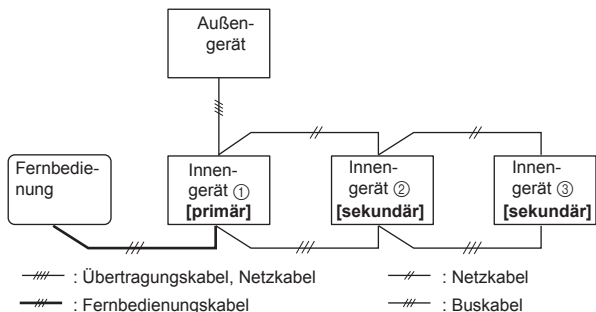 Außen-
gerät
Fernbedie-
nung
Innen-
gerät ①
[primär]
Innen-
gerät ②
[sekundär]
Innen-
gerät ③
[sekundär]
: Übertragungskabel, Netzkabel
: Netzkabel
: Fernbedienungskabel
: Buskabel